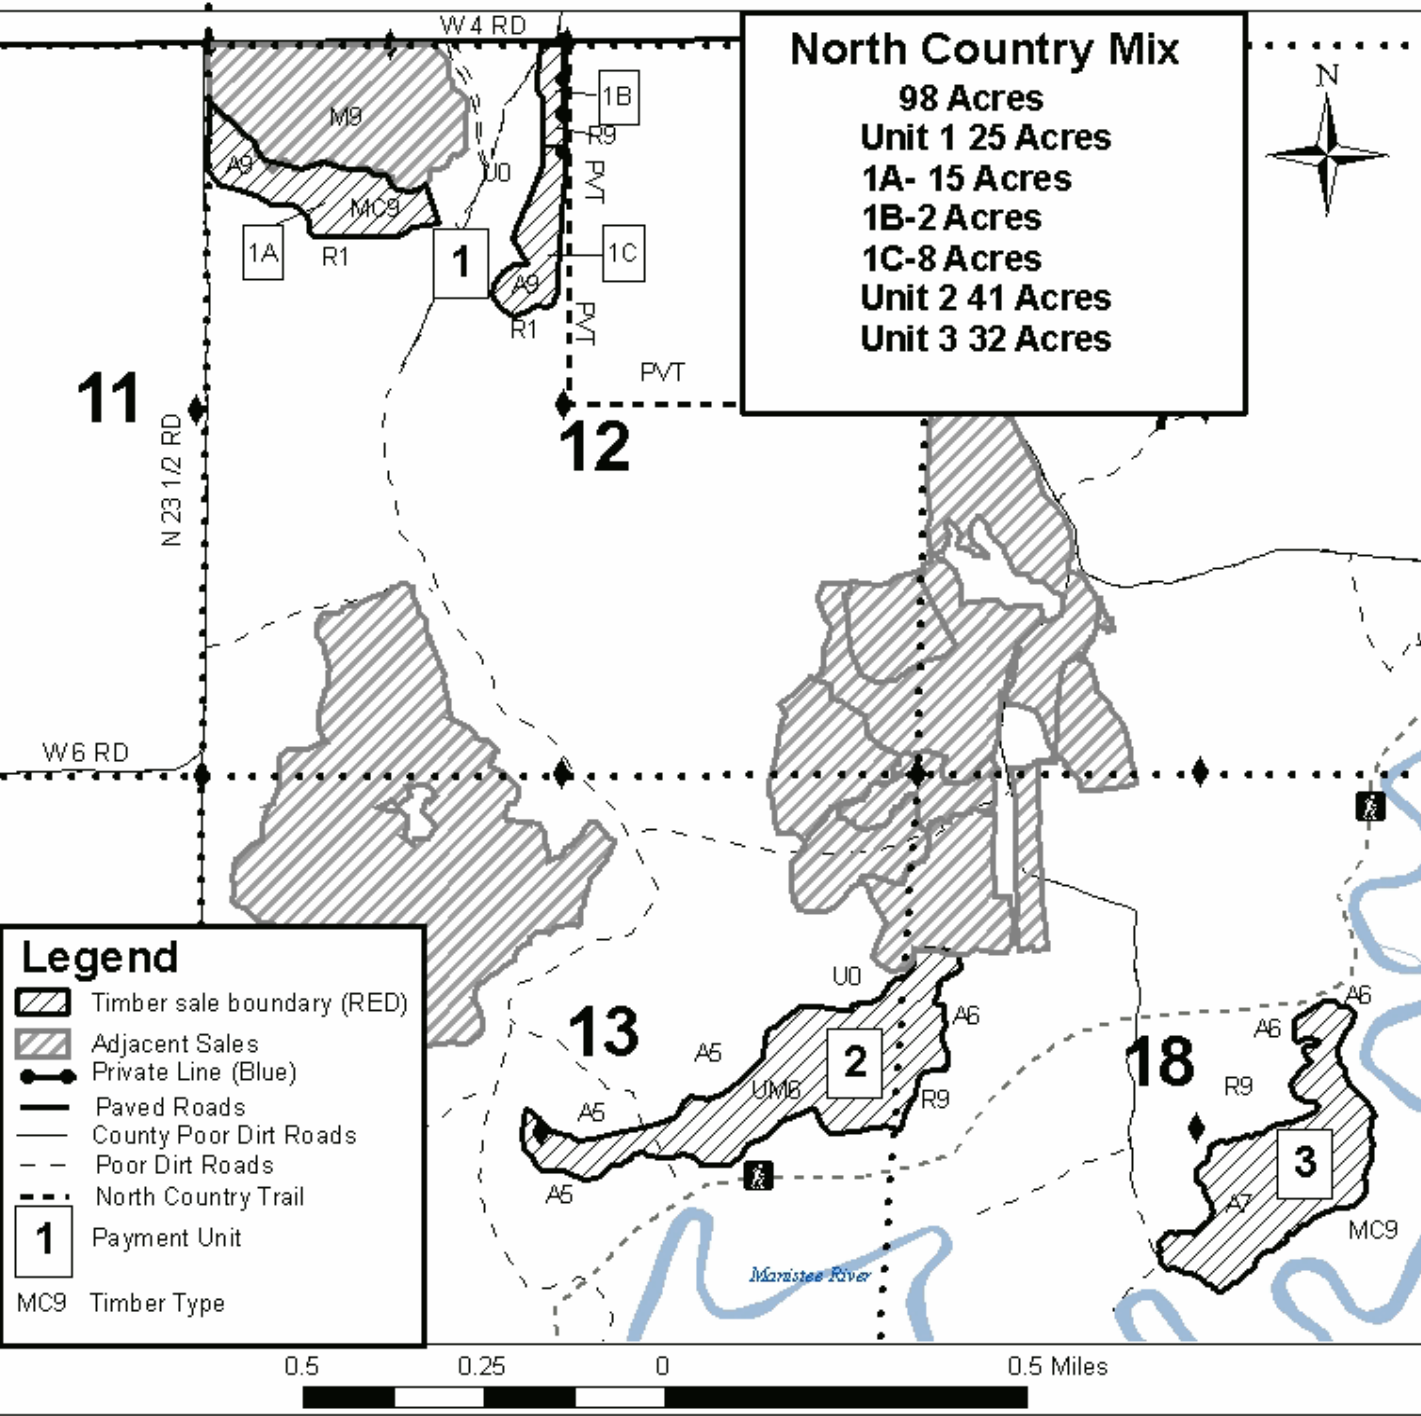 W 4 RD
North Country Mix
98 Acres
Unit 1 25 Acres
1A- 15 Acres
1B-2 Acres
1C-8 Acres
Unit 2 41 Acres
Unit 3 32 Acres
N
M9
1B
R9
A9
U0
PVT
MC9
1A
R1
1
1C
A9
R1
PVT
PVT
11
12
N 23 1/2 RD
W 6 RD
Legend
Timber sale boundary (RED)
Adjacent Sales
Private Line (Blue)
Paved Roads
County Poor Dirt Roads
Poor Dirt Roads
North Country Trail
1 Payment Unit
MC9 Timber Type
U0
13
A6
A5
2
UM6
R9
A5
A5
A6
A6
18
R9
3
A7
MC9
Manistee River
0.5 0.25 0 0.5 Miles